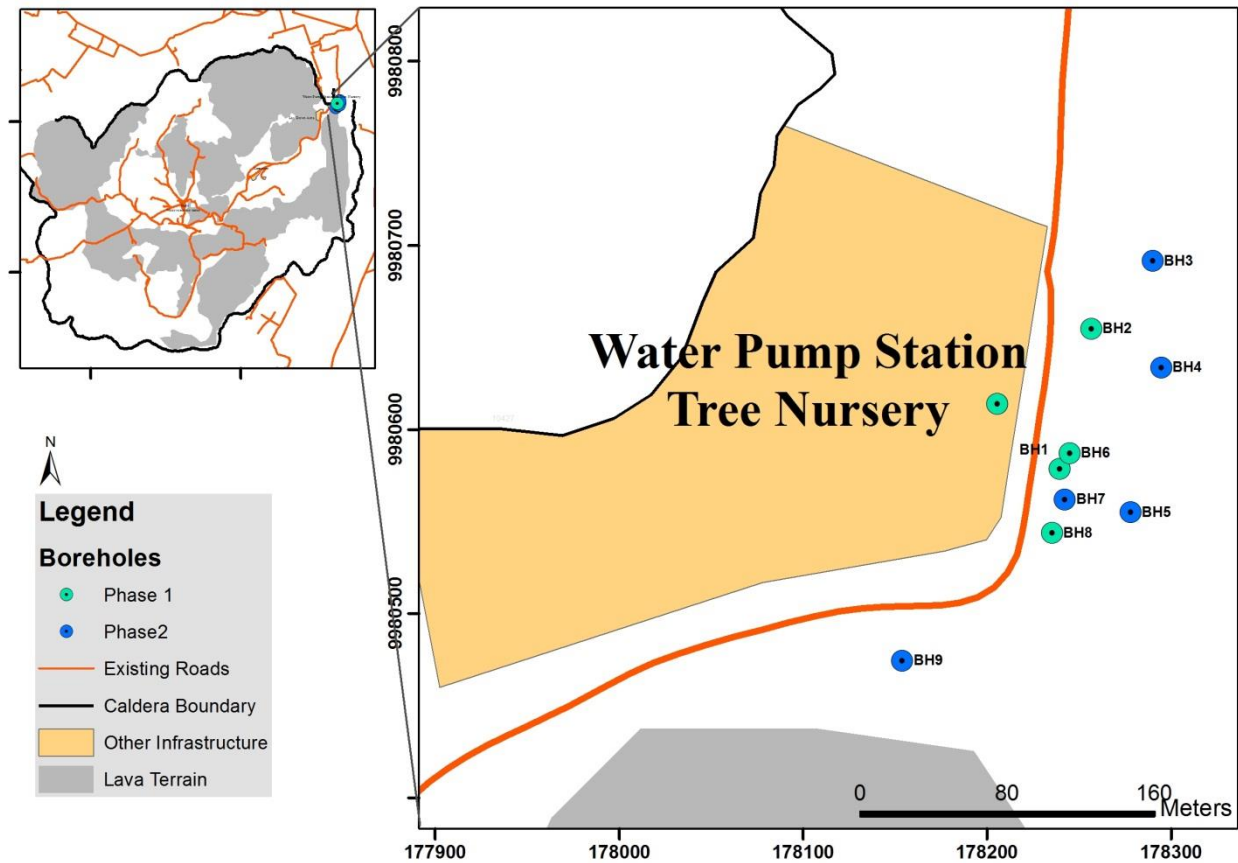 9980800
9980700
9980600
9980500
Water Pump Station
Tree Nursery
BH3
BH2
BH4
BH1
BH6
BH7
BH5
BH8
BH9
N
Legend
Boreholes
Phase 1
Phase2
Existing Roads
Caldera Boundary
Other Infrastructure
Lava Terrain
0 80 160
Meters
177900 178000 178100 178200 178300